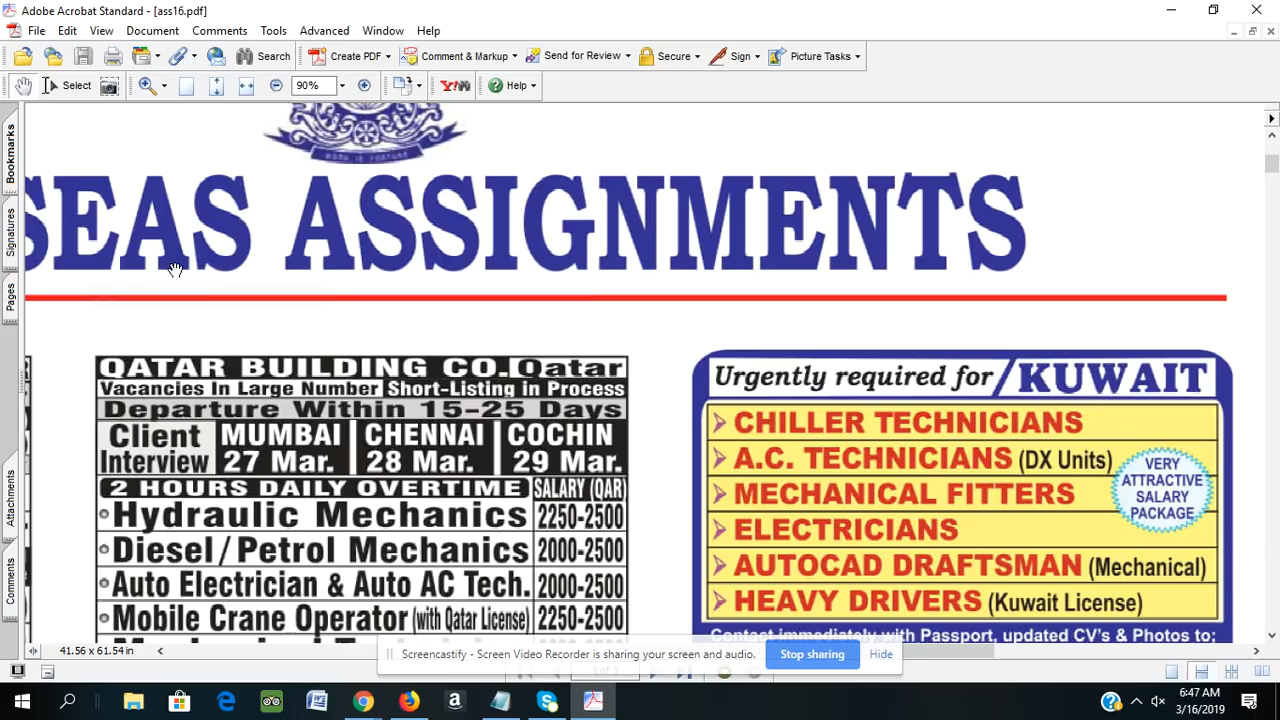 Adobe Acrobat Standard - [ass16.pdf]
File Edit View Document Comments Tools Advanced Window Help
Search Create PDF Comment & Markup Send for Review Secure Sign Picture Tasks
Select 90% Y! Help
Bookmarks
Signatures
Pages
Attachments
Comments
WORK IS FORTUNE
SEAS ASSIGNMENTS
QATAR BUILDING CO. Qatar
Vacancies In Large Number Short-Listing in Process
Departure Within 15-25 Days
Client Interview MUMBAI 27 Mar. CHENNAI 28 Mar. COCHIN 29 Mar.
2 HOURS DAILY OVERTIME SALARY (QAR)
Hydraulic Mechanics 2250-2500
Diesel/Petrol Mechanics 2000-2500
Auto Electrician & Auto AC Tech. 2000-2500
Mobile Crane Operator (with Qatar License) 2250-2500
Urgently required for/KUWAIT
CHILLER TECHNICIANS
A.C. TECHNICIANS (DX Units)
MECHANICAL FITTERS
ELECTRICIANS
AUTOCAD DRAFTSMAN (Mechanical)
HEAVY DRIVERS (Kuwait License)
VERY
ATTRACTIVE
SALARY
PACKAGE
Contact immediately with Passport, updated CV's & Photos to;
41.56 x 61.54 in
Screencastify - Screen Video Recorder is sharing your screen and audio. Stop sharing Hide
6:47 AM
3/16/2019